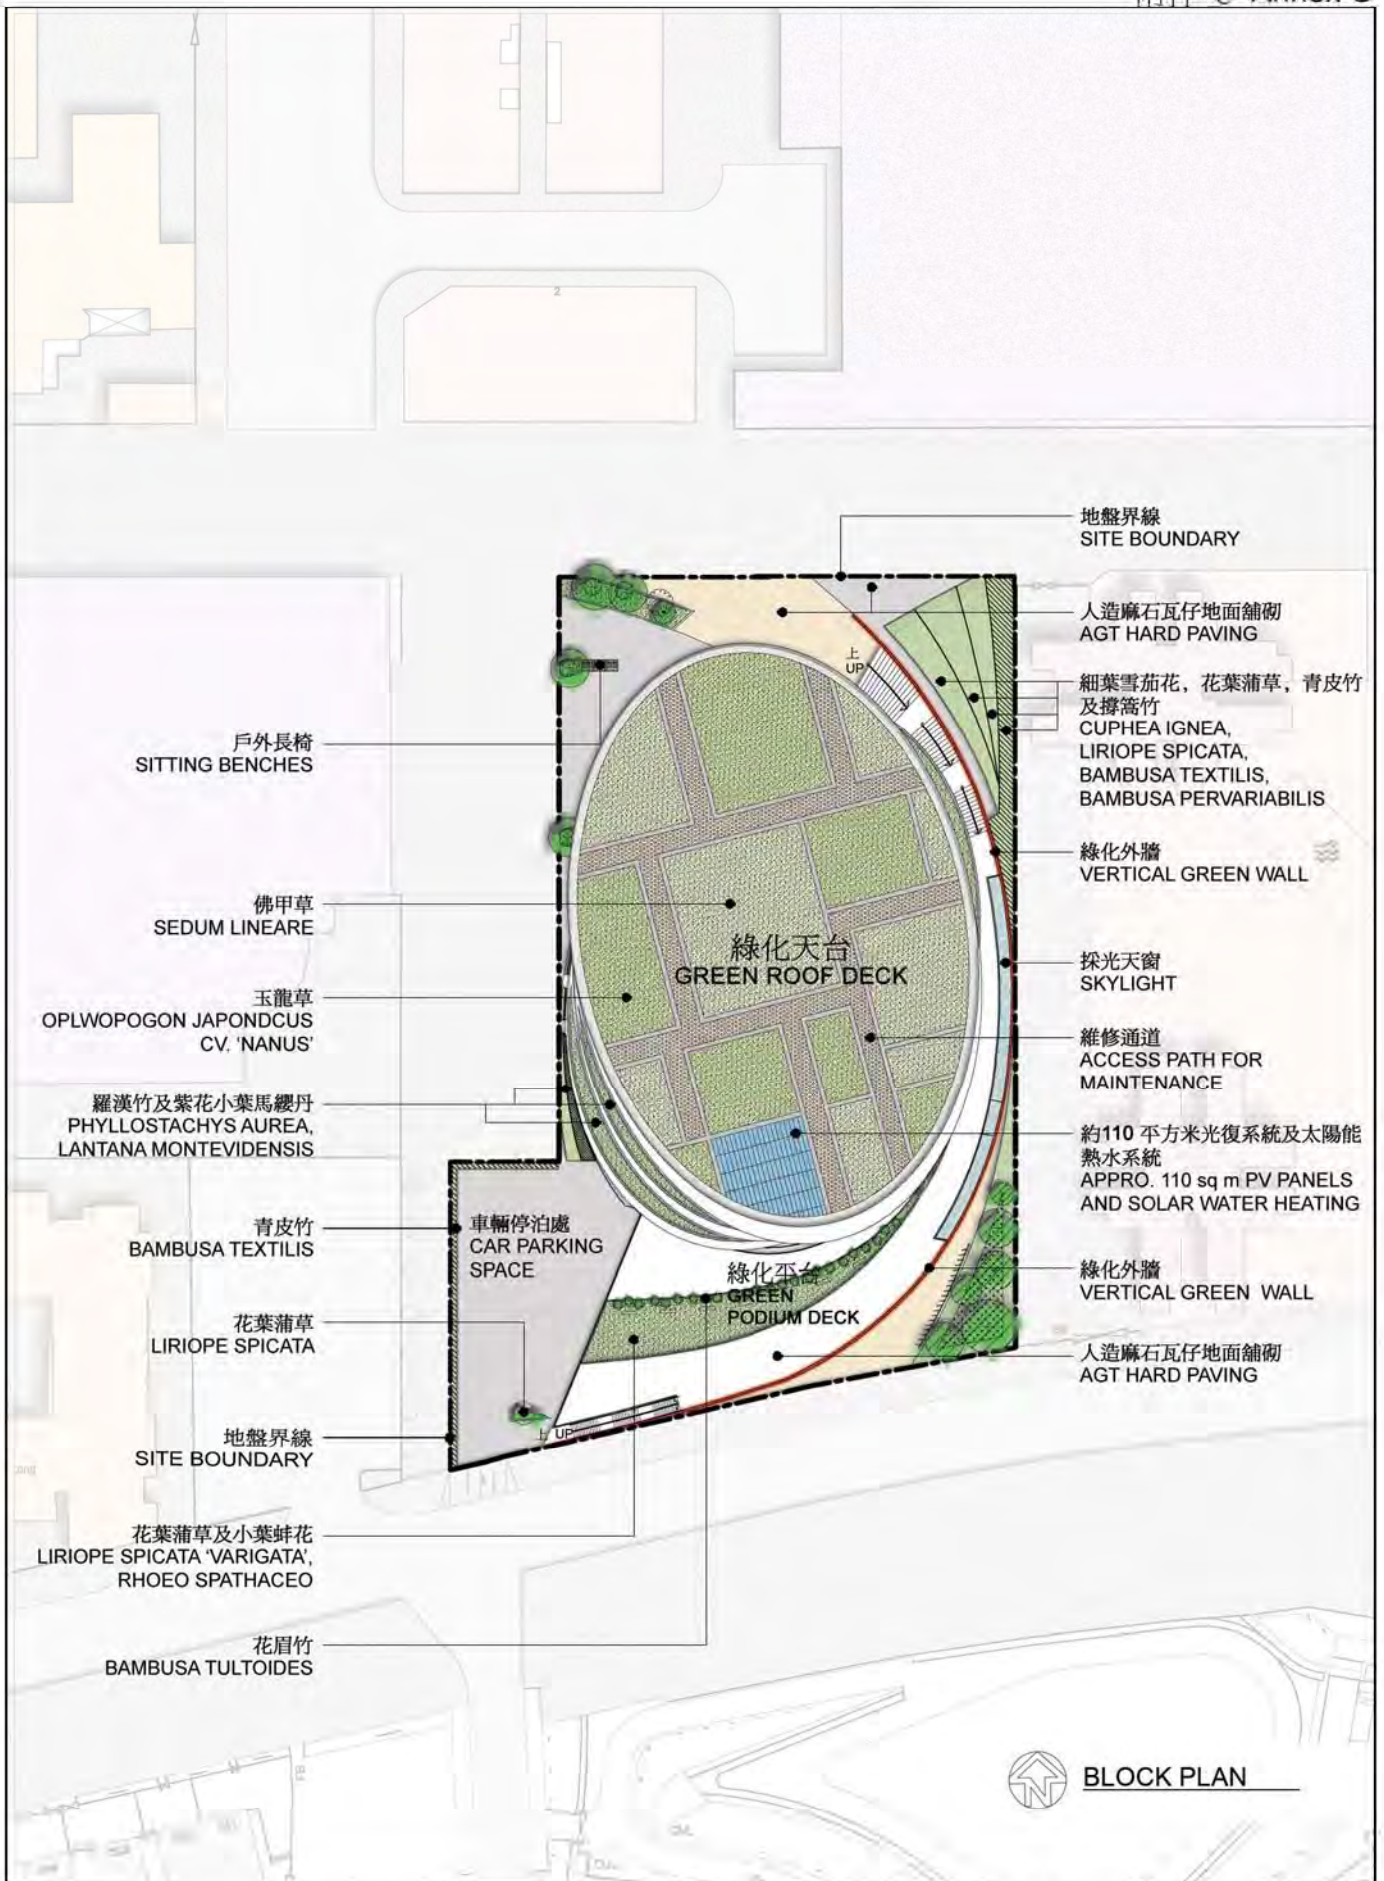 2
地盤界線
SITE BOUNDARY
人造麻石瓦仔地面舖砌
AGT HARD PAVING
上
UP
細葉雪茄花，花葉蒲草，青皮竹
及撐篙竹
CUPHEA IGNEA,
LIRIOPE SPICATA,
BAMBUSA TEXTILIS,
BAMBUSA PERVARIABILIS
戶外長椅
SITTING BENCHES
綠化外牆
VERTICAL GREEN WALL
佛甲草
SEDUM LINEARE
綠化天台
GREEN ROOF DECK
採光天窗
SKYLIGHT
玉龍草
OPLWOPOGON JAPONDCUS
CV. 'NANUS'
維修通道
ACCESS PATH FOR
MAINTENANCE
羅漢竹及紫花小葉馬纓丹
PHYLLOSTACHYS AUREA,
LANTANA MONTEVIDENSIS
約110 平方米光復系統及太陽能
熱水系統
APPRO. 110 sq m PV PANELS
AND SOLAR WATER HEATING
青皮竹
BAMBUSA TEXTILIS
車輛停泊處
CAR PARKING
SPACE
綠化平台
GREEN
PODIUM DECK
綠化外牆
VERTICAL GREEN WALL
花葉蒲草
LIRIOPE SPICATA
人造麻石瓦仔地面舖砌
AGT HARD PAVING
上 UP
地盤界線
SITE BOUNDARY
花葉蒲草及小葉蚌花
LIRIOPE SPICATA 'VARIGATA',
RHOEO SPATHACEO
花眉竹
BAMBUSA TULTOIDES
N
BLOCK PLAN